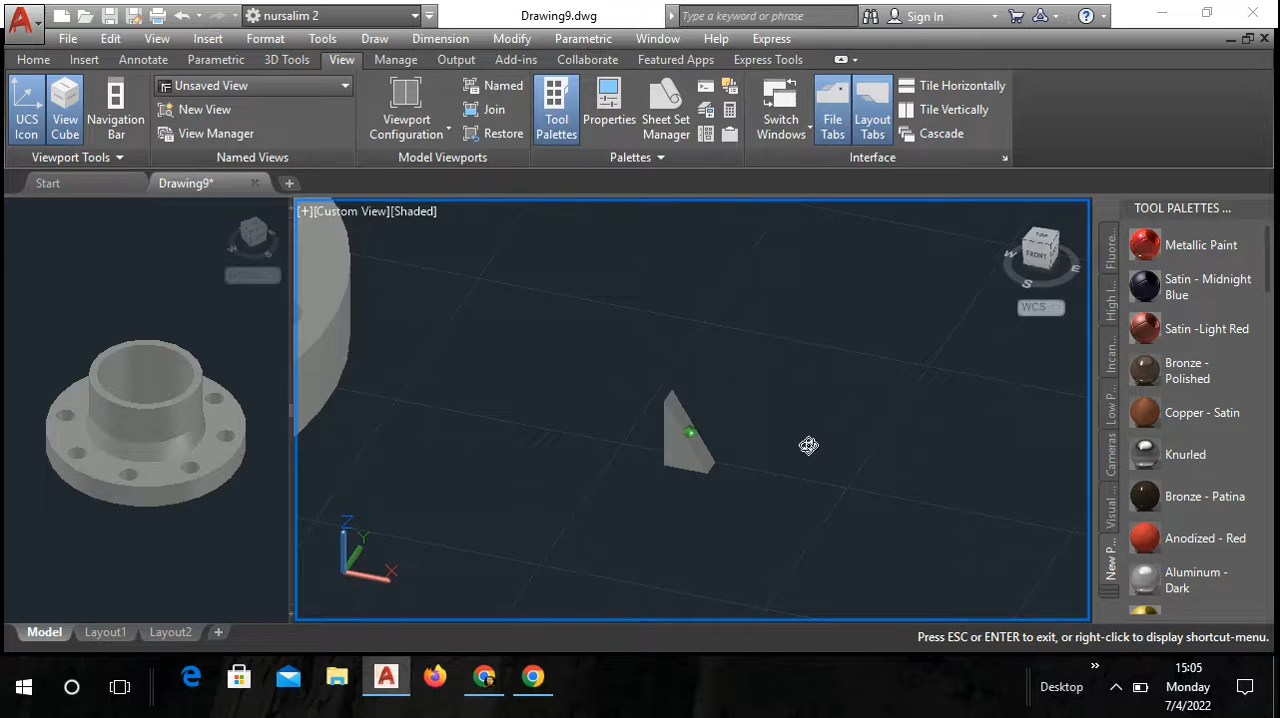 nursalim 2
Drawing9.dwg
Type a keyword or phrase
Sign In
File Edit View Insert Format Tools Draw Dimension Modify Parametric Window Help Express
Home Insert Annotate Parametric 3D Tools View Manage Output Add-ins Collaborate Featured Apps Express Tools
UCS Icon
View Cube
Navigation Bar
Viewport Tools
Unsaved View
New View
View Manager
Named Views
Viewport Configuration
Named
Join
Restore
Model Viewports
Tool Palettes
Properties
Sheet Set Manager
Palettes
Switch Windows
File Tabs
Layout Tabs
Tile Horizontally
Tile Vertically
Cascade
Interface
Start
Drawing9*
[+][Custom View][Shaded]
TOP
FRONT
W
E
S
WCS
Z
Y
X
TOOL PALETTES ...
Fluore...
High I...
Incan...
Low P...
Cameras
Visual ...
New P...
Metallic Paint
Satin - Midnight
Blue
Satin -Light Red
Bronze -
Polished
Copper - Satin
Knurled
Bronze - Patina
Anodized - Red
Aluminum -
Dark
Model Layout1 Layout2
Press ESC or ENTER to exit, or right-click to display shortcut-menu.
Desktop
15:05
Monday
7/4/2022